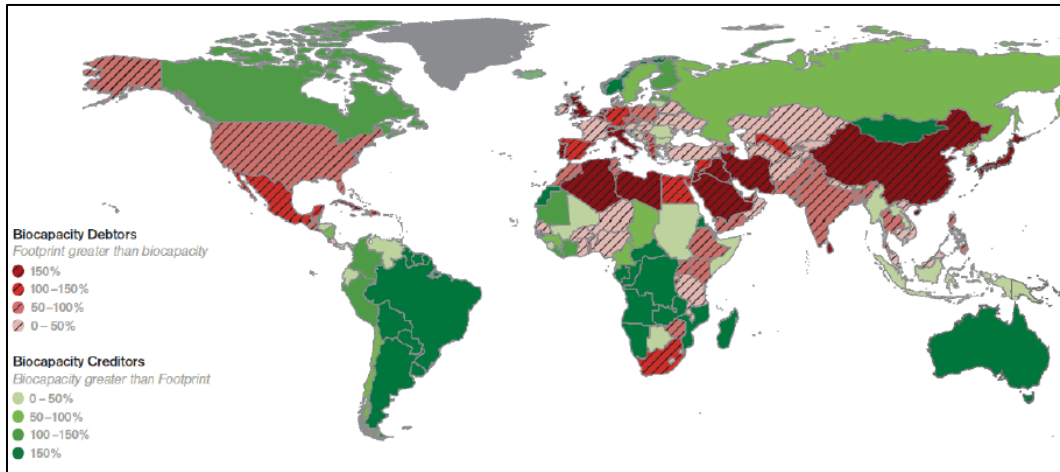 Biocapacity Debtors
Footprint greater than biocapacity
150%
100–150%
50–100%
0–50%
Biocapacity Creditors
Biocapacity greater than Footprint
0–50%
50–100%
100–150%
150%